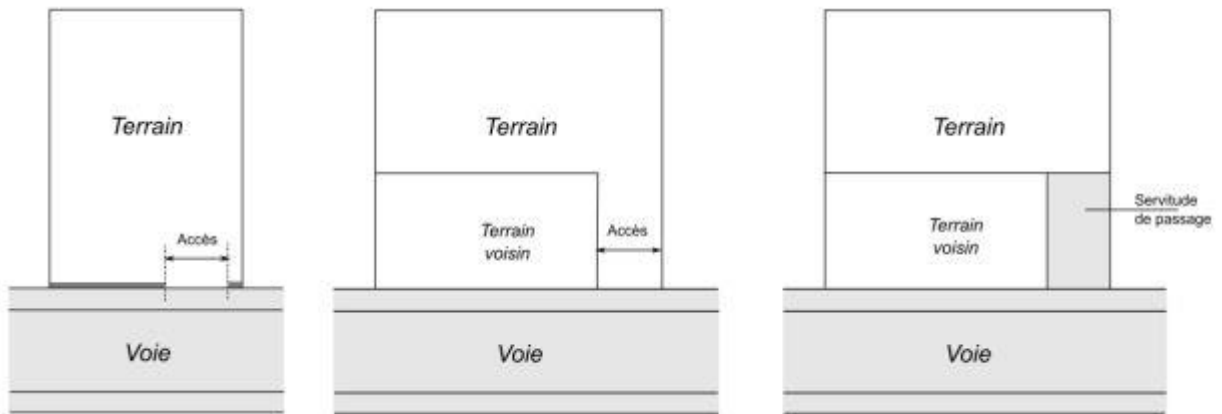 Terrain
Accès
Voie
Terrain
Terrain
voisin
Accès
Voie
Terrain
Terrain
voisin
Servitude
de passage
Voie